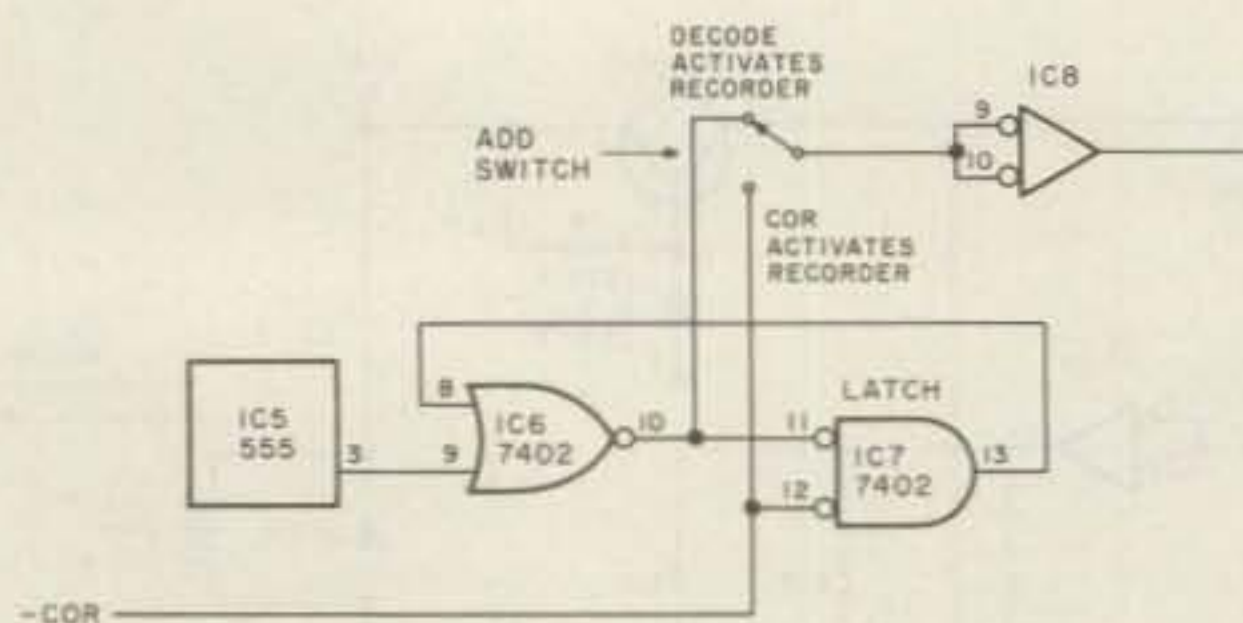 DECODE
ACTIVATES
RECORDER
IC8
9
10
ADD
SWITCH
COR
ACTIVATES
RECORDER
LATCH
8
IC5
555
3
9
IC6
7402
10
11
12
IC7
7402
13
-COR